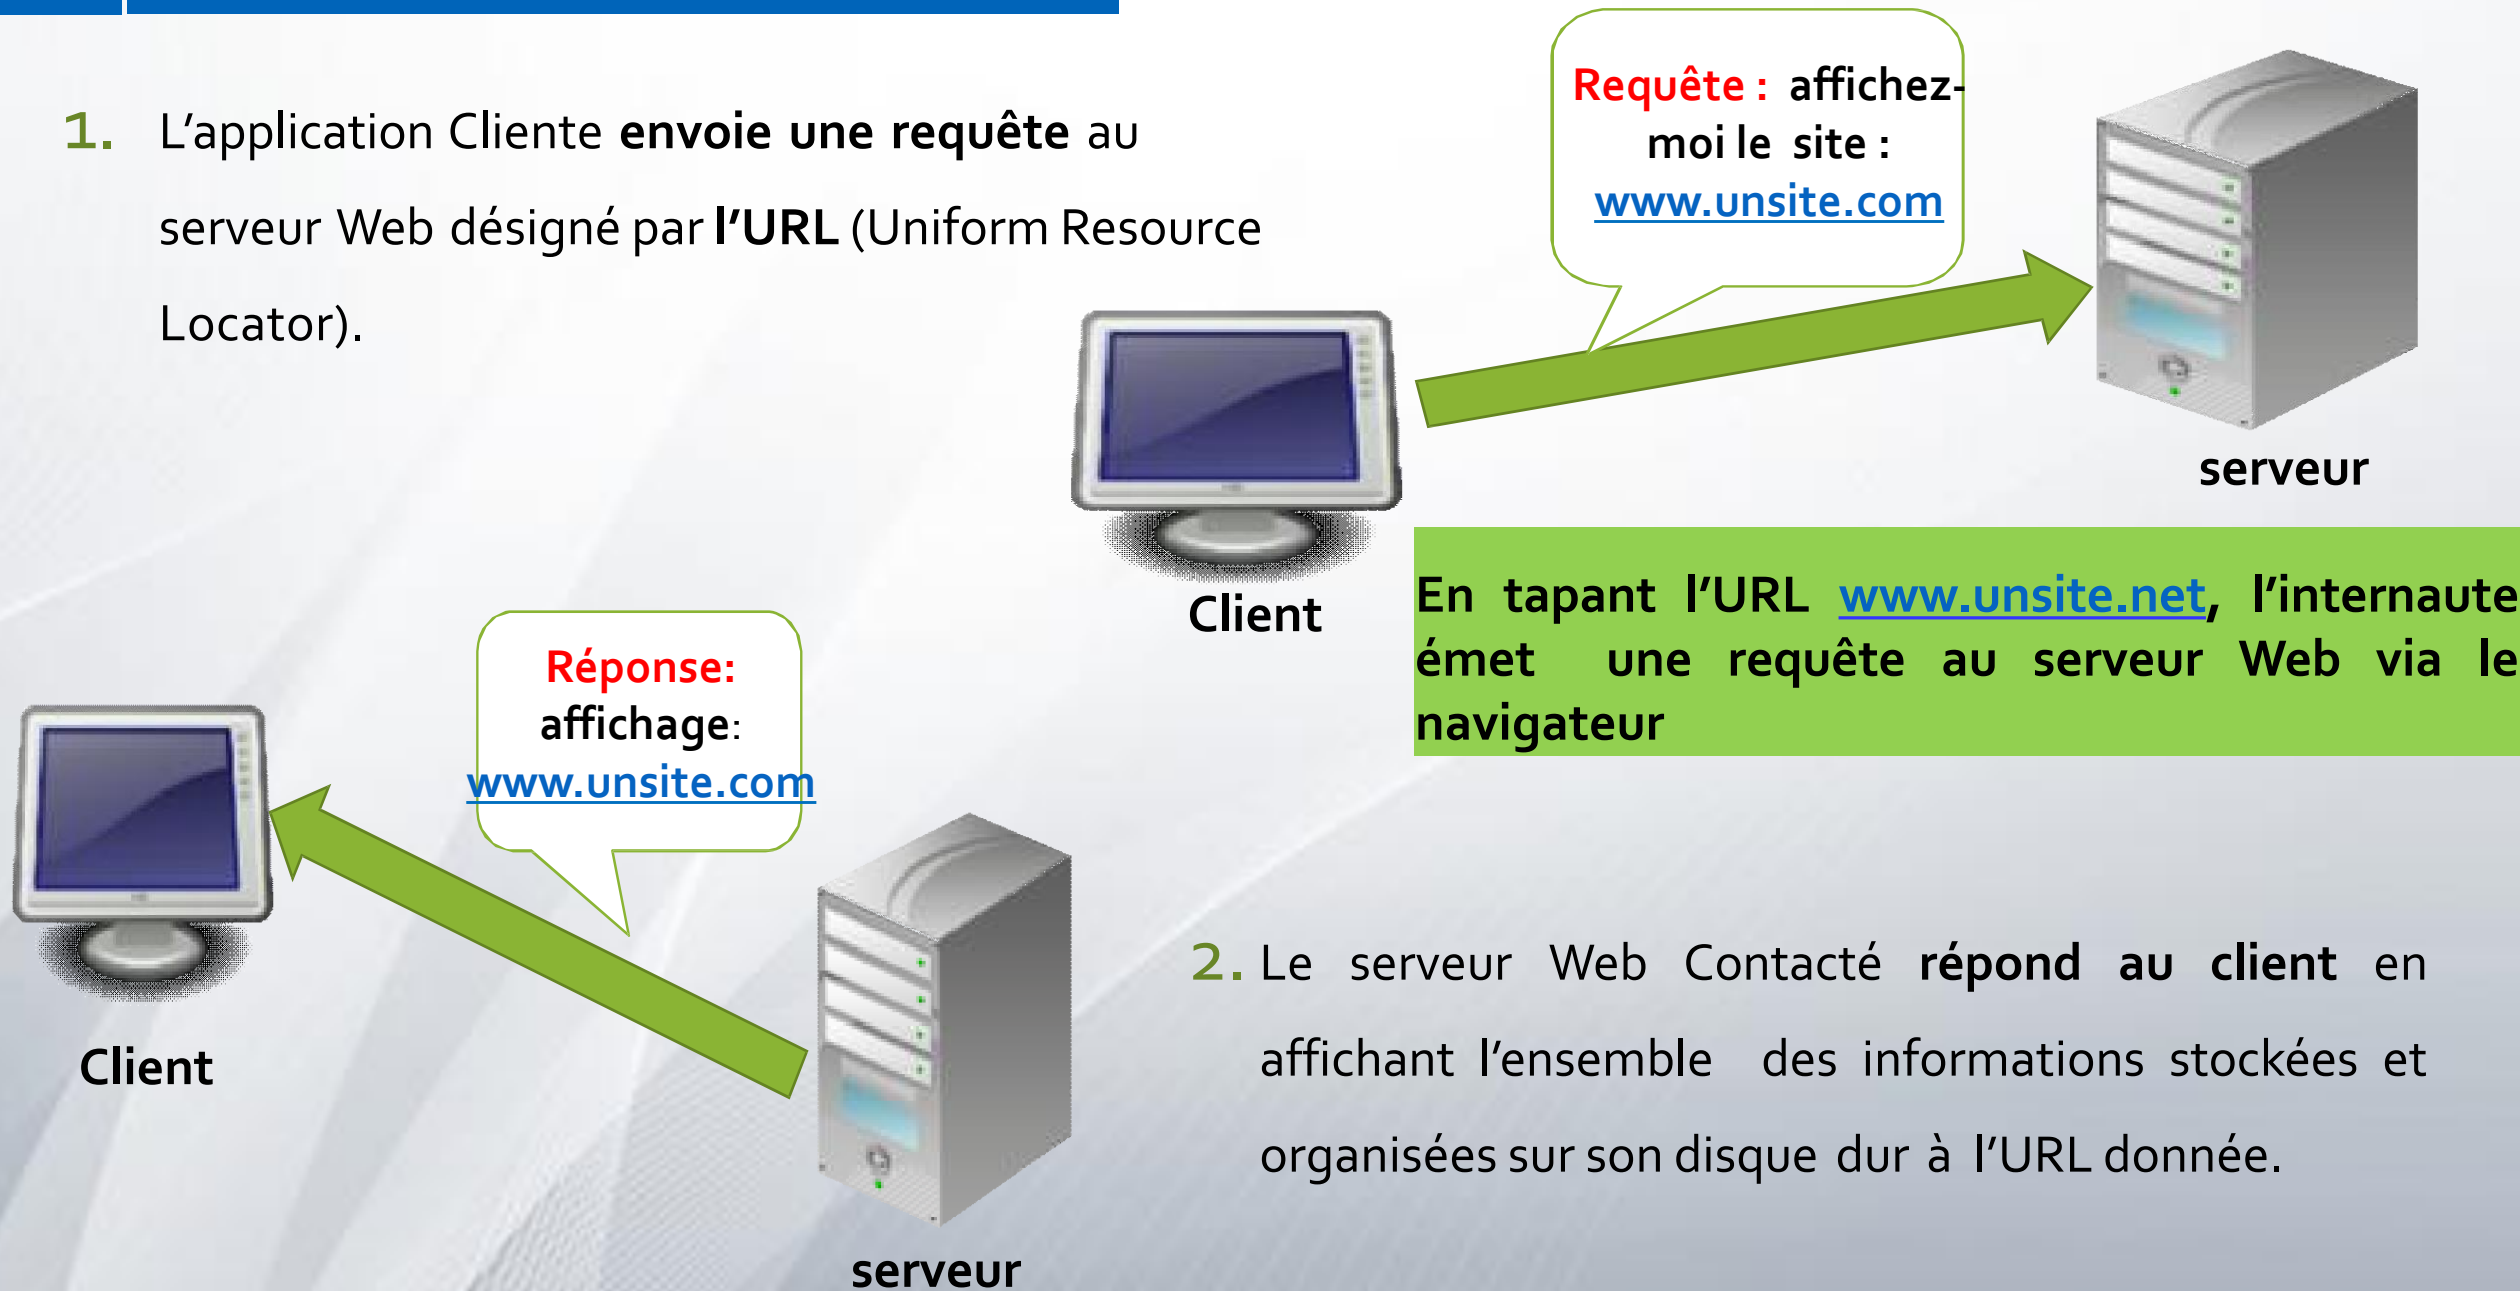 1. L’application Cliente envoie une requête au
serveur Web désigné par l’URL (Uniform Resource
Locator).
Requête : affichez-
moi le site :
www.unsite.com
serveur
Client
En tapant l’URL www.unsite.net, l’internaute
émet une requête au serveur Web via le
navigateur
Réponse:
affichage:
www.unsite.com
Client
serveur
2. Le serveur Web Contacté répond au client en
affichant l’ensemble des informations stockées et
organisées sur son disque dur à l’URL donnée.